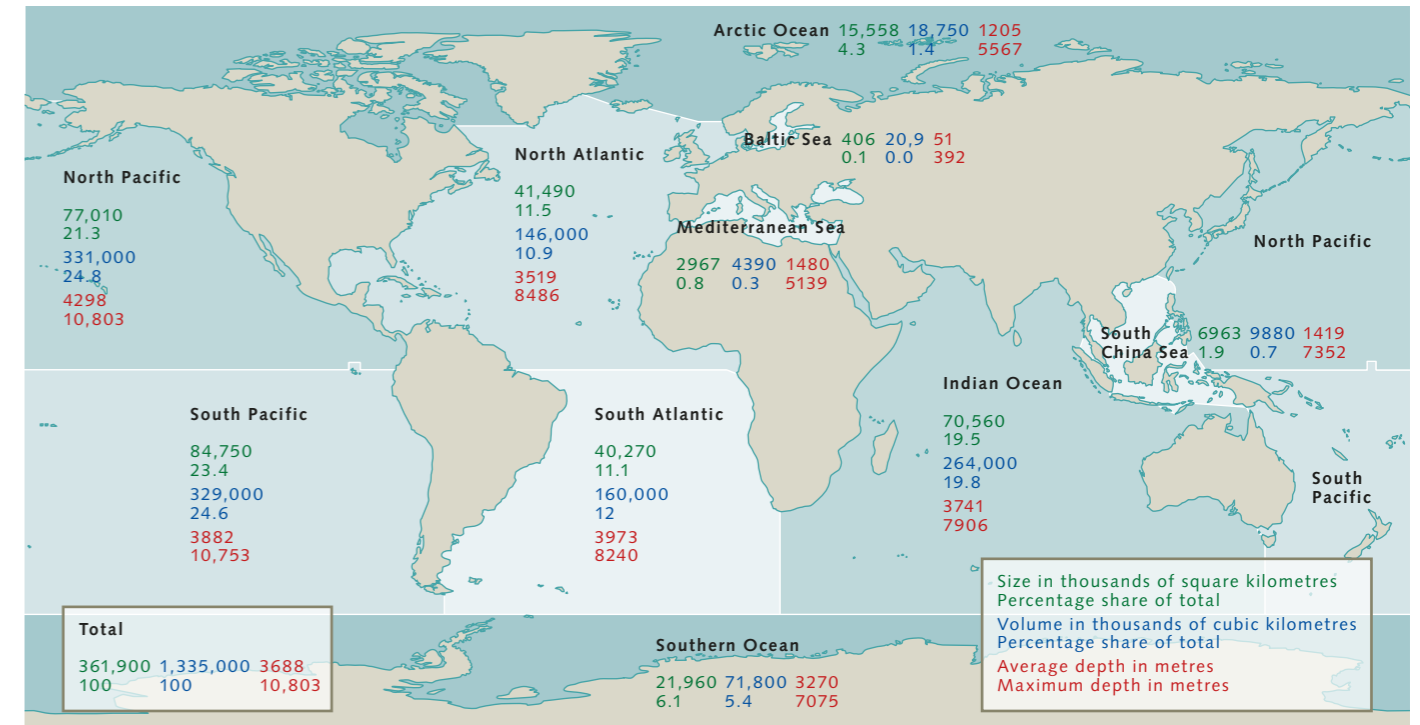 Arctic Ocean 15,558 18,750 1205
4.3 1.4 5567
Baltic Sea 406 20,9 51
0.1 0.0 392
North Atlantic
41,490
11.5
146,000
10.9
3519
8486
North Pacific
77,010
21.3
331,000
24.8
4298
10,803
Mediterranean Sea
2967 4390 1480
0.8 0.3 5139
North Pacific
South
China Sea
6963 9880 1419
1.9 0.7 7352
Indian Ocean
70,560
19.5
264,000
19.8
3741
7906
South Pacific
84,750
23.4
329,000
24.6
3882
10,753
South Atlantic
40,270
11.1
160,000
12
3973
8240
South
Pacific
Size in thousands of square kilometres
Percentage share of total
Volume in thousands of cubic kilometres
Percentage share of total
Average depth in metres
Maximum depth in metres
Total
361,900 1,335,000 3688
100 100 10,803
Southern Ocean
21,960 71,800 3270
6.1 5.4 7075